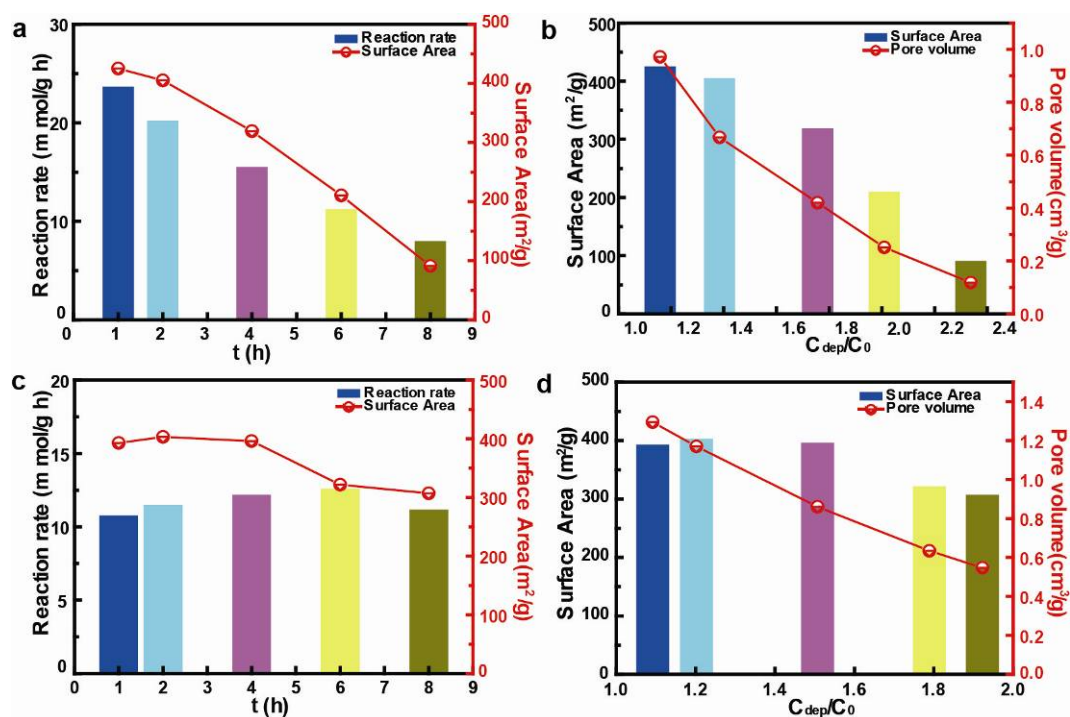 a
30
20
10
0
Reaction rate (m mol/g h)
Reaction rate
Surface Area
500
400
300
200
100
0
Surface Area(m²/g)
0 1 2 3 4 5 6 7 8 9
t (h)
b
500
400
300
200
100
0
Surface Area (m²/g)
Surface Area
Pore volume
1.0
0.8
0.6
0.4
0.2
0.0
Pore volume(cm³/g)
1.0 1.2 1.4 1.6 1.8 2.0 2.2 2.4
C_dep/C₀
c
20
15
10
5
0
Reaction rate (m mol/g h)
Reaction rate
Surface Area
500
400
300
200
100
0
Surface Area(m²/g)
0 1 2 3 4 5 6 7 8 9
t (h)
d
500
400
300
200
100
0
Surface Area (m²/g)
Surface Area
Pore volume
1.4
1.2
1.0
0.8
0.6
0.4
0.2
0.0
Pore volume(cm³/g)
1.0 1.2 1.4 1.6 1.8 2.0
C_dep/C₀